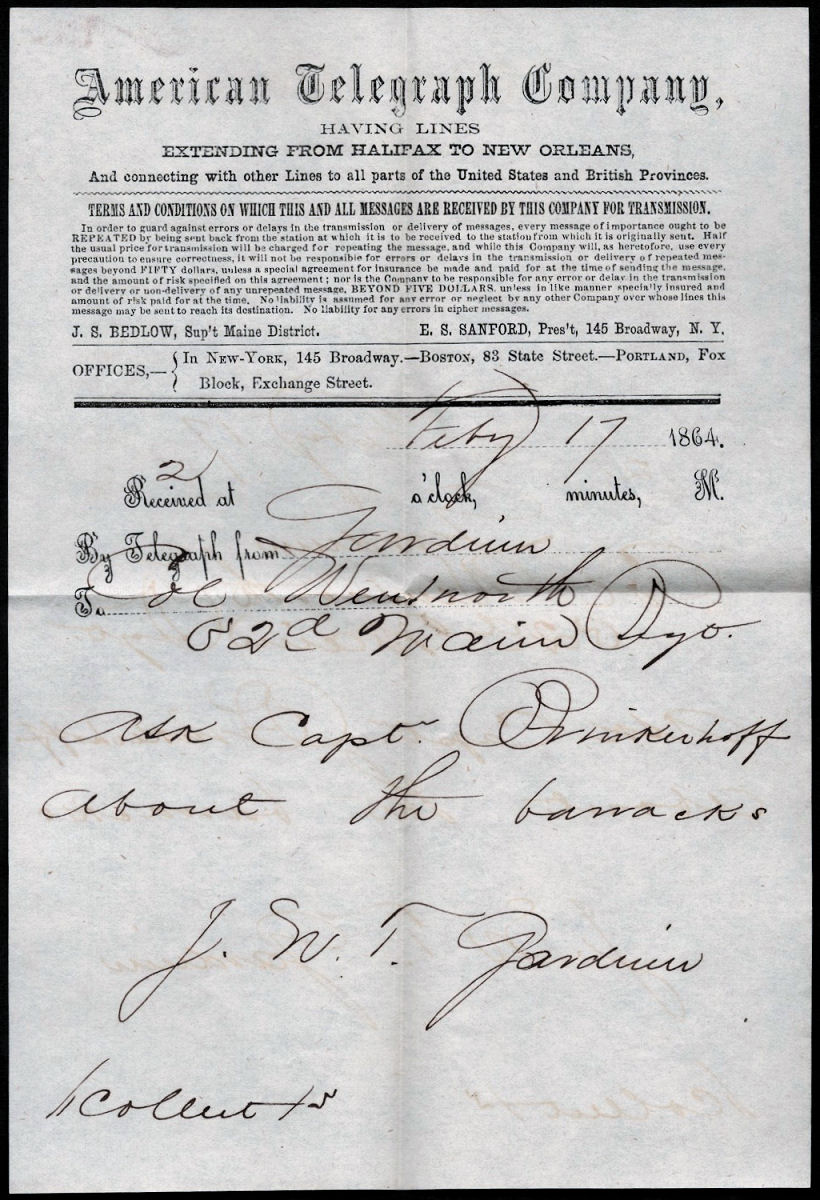 American Telegraph Company,
HAVING LINES
EXTENDING FROM HALIFAX TO NEW ORLEANS,
And connecting with other Lines to all parts of the United States and British Provinces.
TERMS AND CONDITIONS ON WHICH THIS AND ALL MESSAGES ARE RECEIVED BY THIS COMPANY FOR TRANSMISSION.
In order to guard against errors or delays in the transmission or delivery of messages, every message of importance ought to be
REPEATED by being sent back from the station at which it is to be received to the station from which it is originally sent. Half
the usual price for transmission will be charged for repeating the message, and while this Company will, as heretofore, use every
precaution to ensure correctness, it will not be responsible for errors or delays in the transmission or delivery of repeated mes-
sages beyond FIFTY dollars, unless a special agreement for insurance be made and paid for at the time of sending the message,
and the amount of risk specified on this agreement; nor is the Company to be responsible for any error or delay in the transmission
or delivery or non-delivery of any unrepeated message, BEYOND FIVE DOLLARS, unless in like manner specially insured and
amount of risk paid for at the time. No liability is assumed for any error or neglect by any other Company over whose lines this
message may be sent to reach its destination. No liability for any errors in cipher messages.
J. S. BEDLOW, Sup't Maine District. E. S. SANFORD, Pres't, 145 Broadway, N. Y.
OFFICES,— { In NEW-YORK, 145 Broadway.—BOSTON, 83 State Street.—PORTLAND, Fox
Block, Exchange Street.
Feby 17 1864.
Received at 2 o'clock, minutes, M.
By Telegraph from Gardiner
To Col Wentworth
32d Maine Rgt.
Ask Capt. Brinkerhoff
about the barracks
J. W. T. Gardiner
Collect